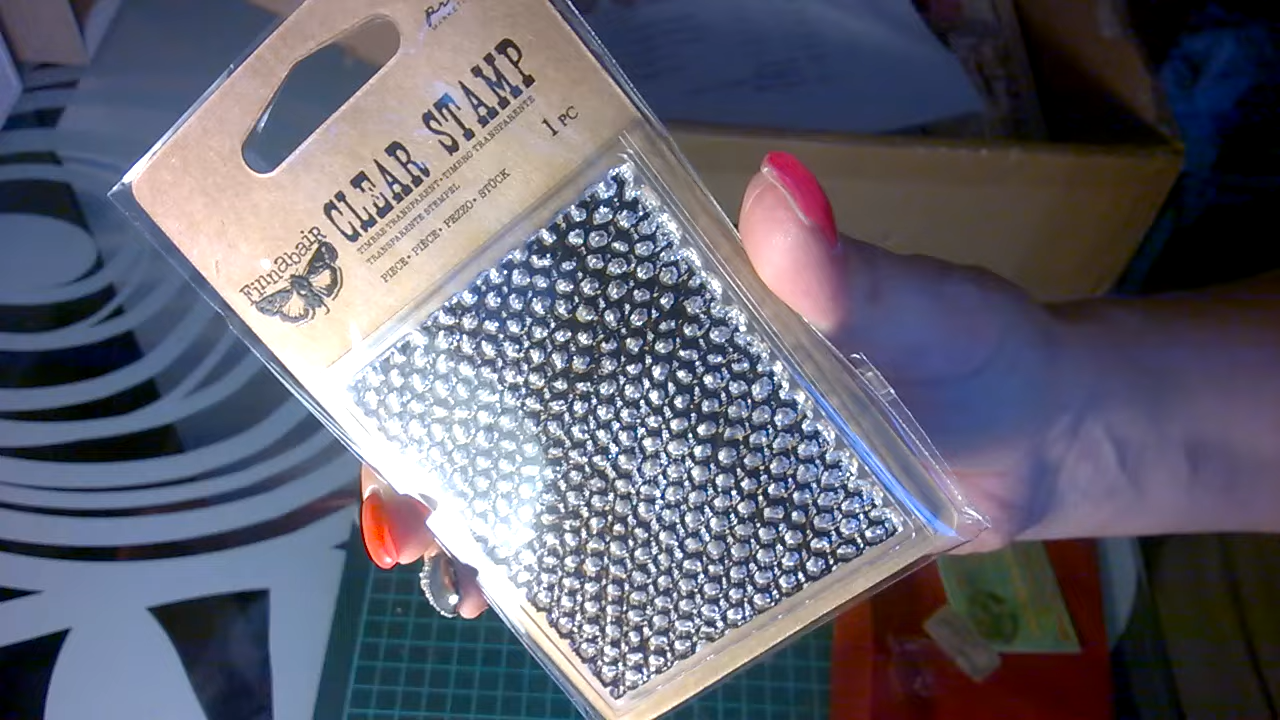 CLEAR STAMP
TIMBRE TRANSPARENT • TIMBRO TRANSPARENTE
TRANSPARENTE STEMPEL
1 PC
PIECE • PIÈCE • PEZZO • STÜCK
Finnabair